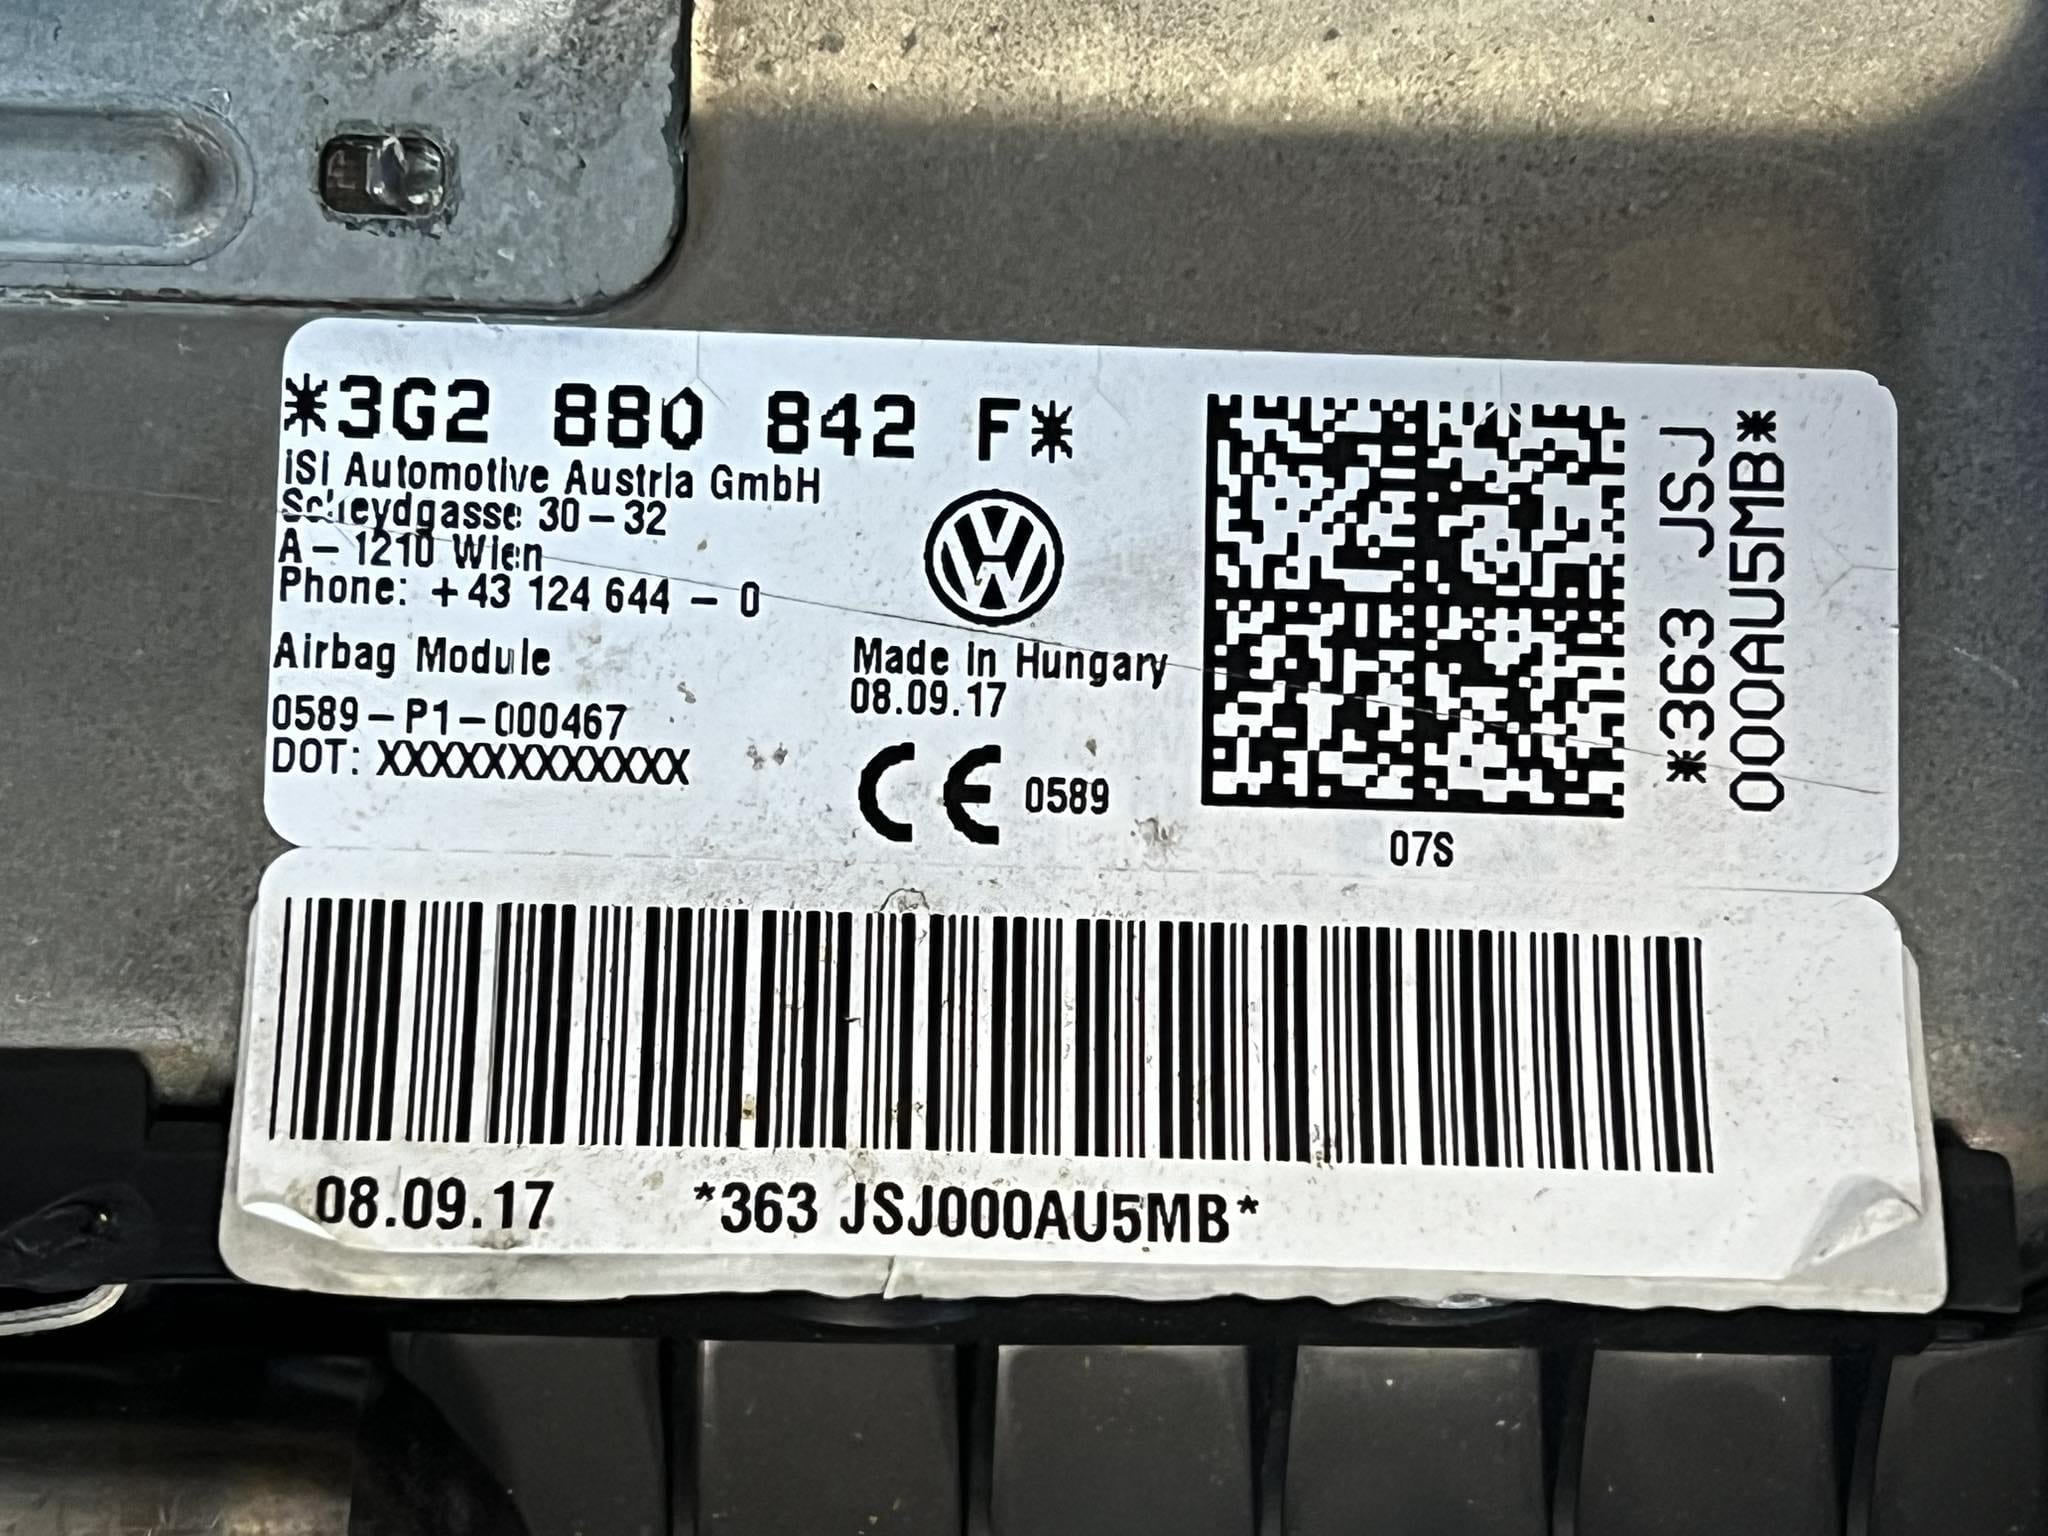 *3G2 880 842 F*
iSi Automotive Austria GmbH
Scheydgasse 30-32
A-1210 Wien
Phone: +43 124 644-0
Airbag Module
0589-P1-000467
DOT: XXXXXXXXXXXXX
Made in Hungary
08.09.17
CE 0589
07S
*363 JSJ
000AU5MB*
08.09.17 *363 JSJ000AU5MB*